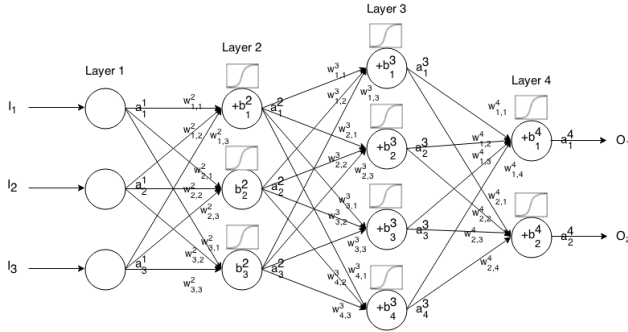 Layer 1
Layer 2
Layer 3
Layer 4
I₁
I₂
I₃
a¹₁
a¹₂
a¹₃
w²₁,₁
w²₁,₂
w²₁,₃
w²₂,₁
w²₂,₂
w²₂,₃
w²₃,₁
w²₃,₂
w²₃,₃
+b²₁
b²₂
b²₃
a²₁
a²₂
a²₃
w³₁,₁
w³₁,₂
w³₁,₃
w³₂,₁
w³₂,₂
w³₂,₃
w³₃,₁
w³₃,₂
w³₃,₃
w³₄,₁
w³₄,₂
w³₄,₃
+b³₁
+b³₂
+b³₃
+b³₄
a³₁
a³₂
a³₃
a³₄
w⁴₁,₁
w⁴₁,₂
w⁴₁,₃
w⁴₁,₄
w⁴₂,₁
w⁴₂,₂
w⁴₂,₃
w⁴₂,₄
+b⁴₁
+b⁴₂
a⁴₁
a⁴₂
O
O